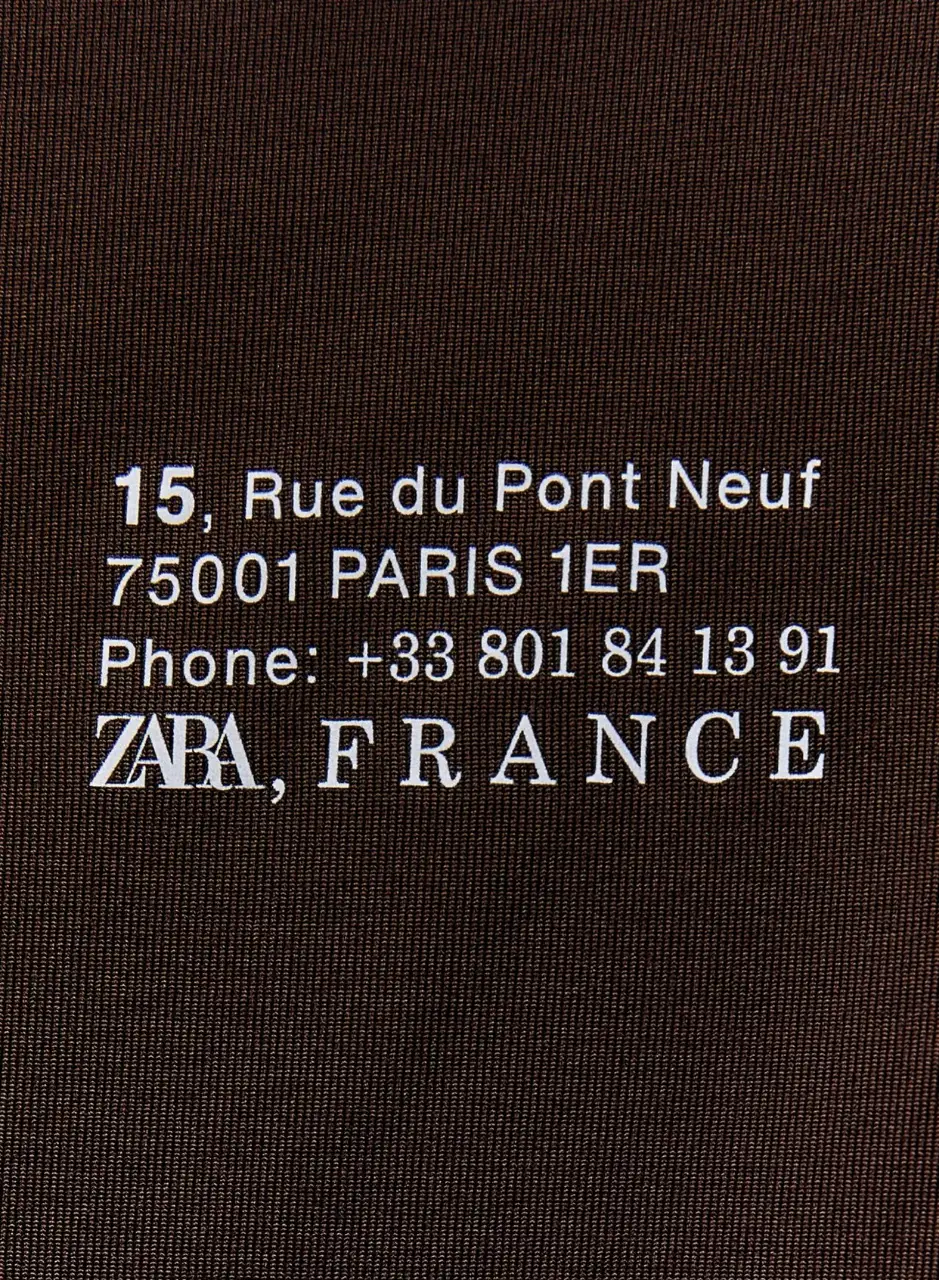 15, Rue du Pont Neuf
75001 PARIS 1ER
Phone: +33 801 84 13 91
ZARA, FRANCE